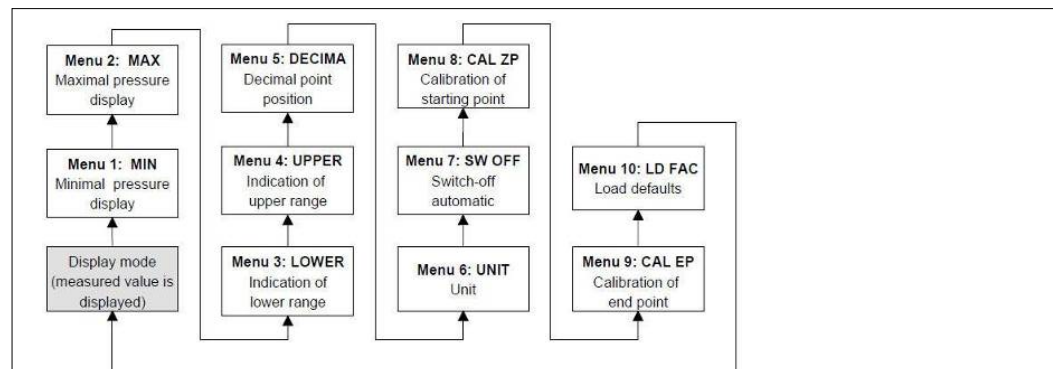 Menu 2: MAX
Maximal pressure
display
Menu 1: MIN
Minimal pressure
display
Display mode
(measured value is
displayed)
Menu 5: DECIMA
Decimal point
position
Menu 4: UPPER
Indication of
upper range
Menu 3: LOWER
Indication of
lower range
Menu 8: CAL ZP
Calibration of
starting point
Menu 7: SW OFF
Switch-off
automatic
Menu 6: UNIT
Unit
Menu 10: LD FAC
Load defaults
Menu 9: CAL EP
Calibration of
end point